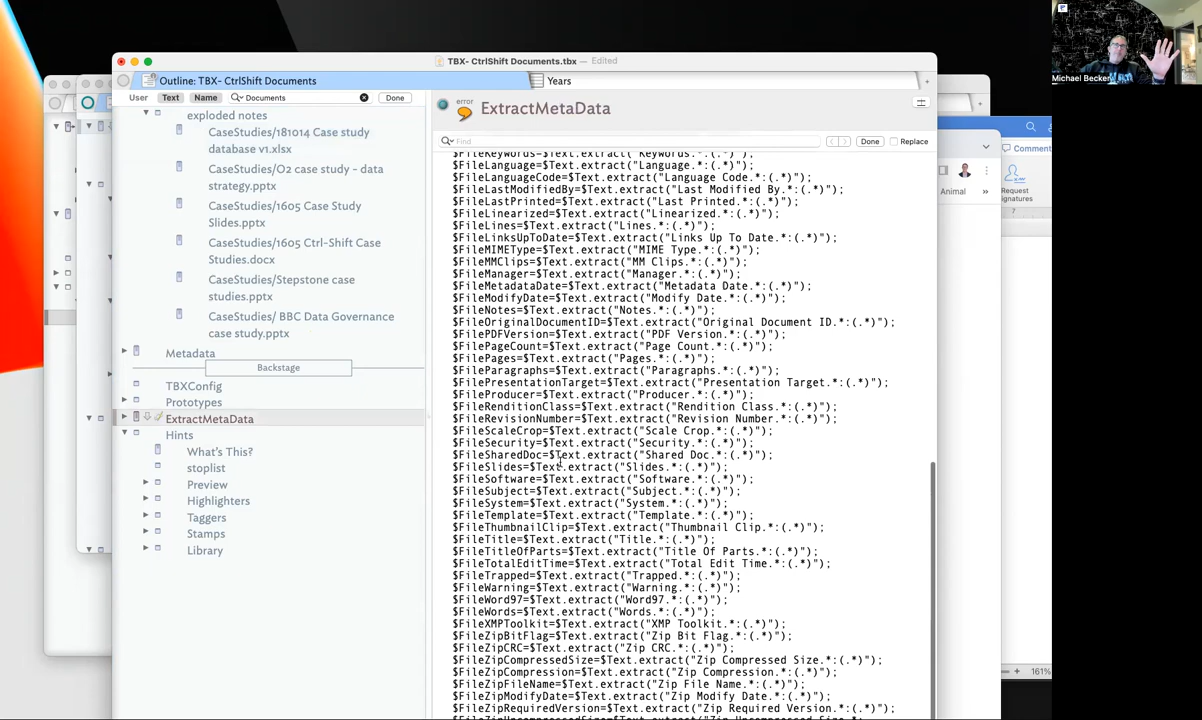 TBX- CtrlShift Documents.tbx — Edited
Outline: TBX- CtrlShift Documents
Years
User Text Name Documents Done
exploded notes
CaseStudies/181014 Case study
database v1.xlsx
CaseStudies/O2 case study - data
strategy.pptx
CaseStudies/1605 Case Study
Slides.pptx
CaseStudies/1605 Ctrl-Shift Case
Studies.docx
CaseStudies/Stepstone case
studies.pptx
CaseStudies/ BBC Data Governance
case study.pptx
Metadata
Backstage
TBXConfig
Prototypes
ExtractMetaData
Hints
What's This?
stoplist
Preview
Highlighters
Taggers
Stamps
Library
error
ExtractMetaData
Find Done Replace
$FileKeywords=$Text.extract("Keywords.*:(.*)");
$FileLanguage=$Text.extract("Language.*:(.*)");
$FileLanguageCode=$Text.extract("Language Code.*:(.*)");
$FileLastModifiedBy=$Text.extract("Last Modified By.*:(.*)");
$FileLastPrinted=$Text.extract("Last Printed.*:(.*)");
$FileLinearized=$Text.extract("Linearized.*:(.*)");
$FileLines=$Text.extract("Lines.*:(.*)");
$FileLinksUpToDate=$Text.extract("Links Up To Date.*:(.*)");
$FileMIMEType=$Text.extract("MIME Type.*:(.*)");
$FileMMClips=$Text.extract("MM Clips.*:(.*)");
$FileManager=$Text.extract("Manager.*:(.*)");
$FileMetadataDate=$Text.extract("Metadata Date.*:(.*)");
$FileModifyDate=$Text.extract("Modify Date.*:(.*)");
$FileNotes=$Text.extract("Notes.*:(.*)");
$FileOriginalDocumentID=$Text.extract("Original Document ID.*:(.*)");
$FilePDFVersion=$Text.extract("PDF Version.*:(.*)");
$FilePageCount=$Text.extract("Page Count.*:(.*)");
$FilePages=$Text.extract("Pages.*:(.*)");
$FileParagraphs=$Text.extract("Paragraphs.*:(.*)");
$FilePresentationTarget=$Text.extract("Presentation Target.*:(.*)");
$FileProducer=$Text.extract("Producer.*:(.*)");
$FileRenditionClass=$Text.extract("Rendition Class.*:(.*)");
$FileRevisionNumber=$Text.extract("Revision Number.*:(.*)");
$FileScaleCrop=$Text.extract("Scale Crop.*:(.*)");
$FileSecurity=$Text.extract("Security.*:(.*)");
$FileSharedDoc=$Text.extract("Shared Doc.*:(.*)");
$FileSlides=$Text.extract("Slides.*:(.*)");
$FileSoftware=$Text.extract("Software.*:(.*)");
$FileSubject=$Text.extract("Subject.*:(.*)");
$FileSystem=$Text.extract("System.*:(.*)");
$FileTemplate=$Text.extract("Template.*:(.*)");
$FileThumbnailClip=$Text.extract("Thumbnail Clip.*:(.*)");
$FileTitle=$Text.extract("Title.*:(.*)");
$FileTitleOfParts=$Text.extract("Title Of Parts.*:(.*)");
$FileTotalEditTime=$Text.extract("Total Edit Time.*:(.*)");
$FileTrapped=$Text.extract("Trapped.*:(.*)");
$FileWarning=$Text.extract("Warning.*:(.*)");
$FileWord97=$Text.extract("Word97.*:(.*)");
$FileWords=$Text.extract("Words.*:(.*)");
$FileXMPToolkit=$Text.extract("XMP Toolkit.*:(.*)");
$FileZipBitFlag=$Text.extract("Zip Bit Flag.*:(.*)");
$FileZipCRC=$Text.extract("Zip CRC.*:(.*)");
$FileZipCompressedSize=$Text.extract("Zip Compressed Size.*:(.*)");
$FileZipCompression=$Text.extract("Zip Compression.*:(.*)");
$FileZipFileName=$Text.extract("Zip File Name.*:(.*)");
$FileZipModifyDate=$Text.extract("Zip Modify Date.*:(.*)");
$FileZipRequiredVersion=$Text.extract("Zip Required Version.*:(.*)");
$FileZipUncompressedSize=$Text.extract("Zip Uncompressed Size.*:
Comment
Animal
Request
7
161%
Michael Becker